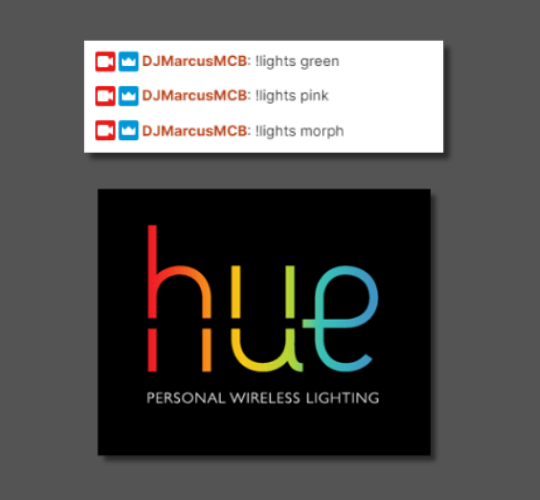 DJMarcusMCB: !lights green
DJMarcusMCB: !lights pink
DJMarcusMCB: !lights morph
hue
PERSONAL WIRELESS LIGHTING